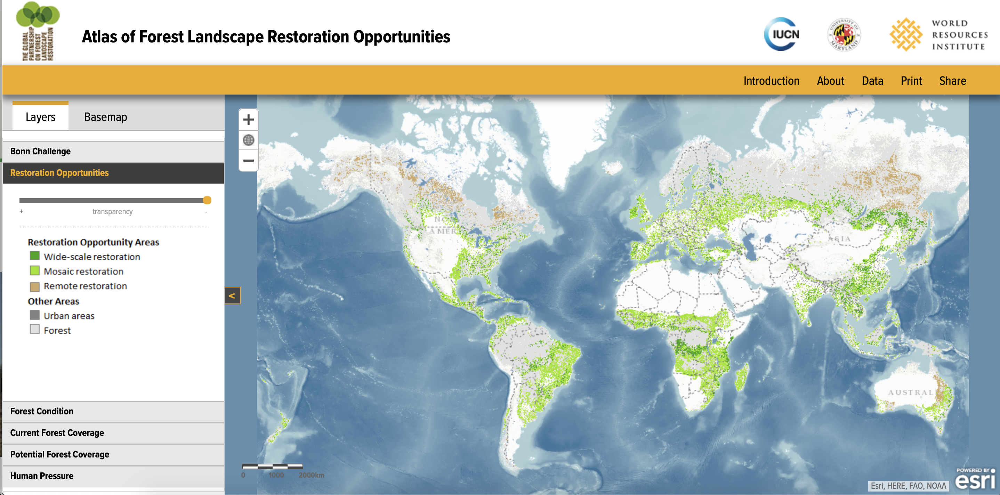 THE GLOBAL
PARTNERSHIP
ON FOREST
LANDSCAPE
RESTORATION
Atlas of Forest Landscape Restoration Opportunities
IUCN
UNIVERSITY OF
MARYLAND
WORLD
RESOURCES
INSTITUTE
Introduction
About
Data
Print
Share
Layers
Basemap
Bonn Challenge
Restoration Opportunities
+
transparency
-
Restoration Opportunity Areas
Wide-scale restoration
Mosaic restoration
Remote restoration
Other Areas
Urban areas
Forest
Forest Condition
Current Forest Coverage
Potential Forest Coverage
Human Pressure
+
−
<
AMER
ASIA
AUSTRAL
0
1000
2000km
Esri, HERE, FAO, NOAA
POWERED BY
esri